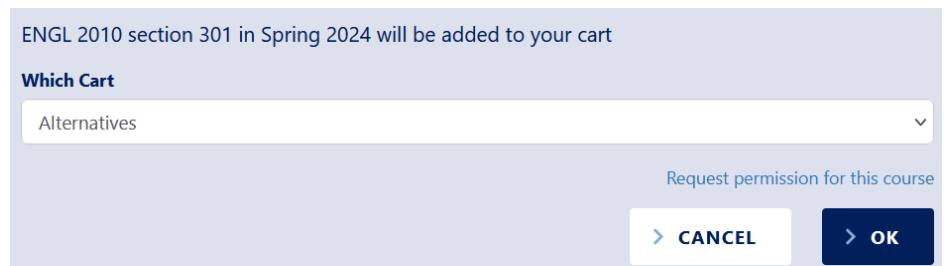 ENGL 2010 section 301 in Spring 2024 will be added to your cart
Which Cart
Alternatives
Request permission for this course
CANCEL
OK